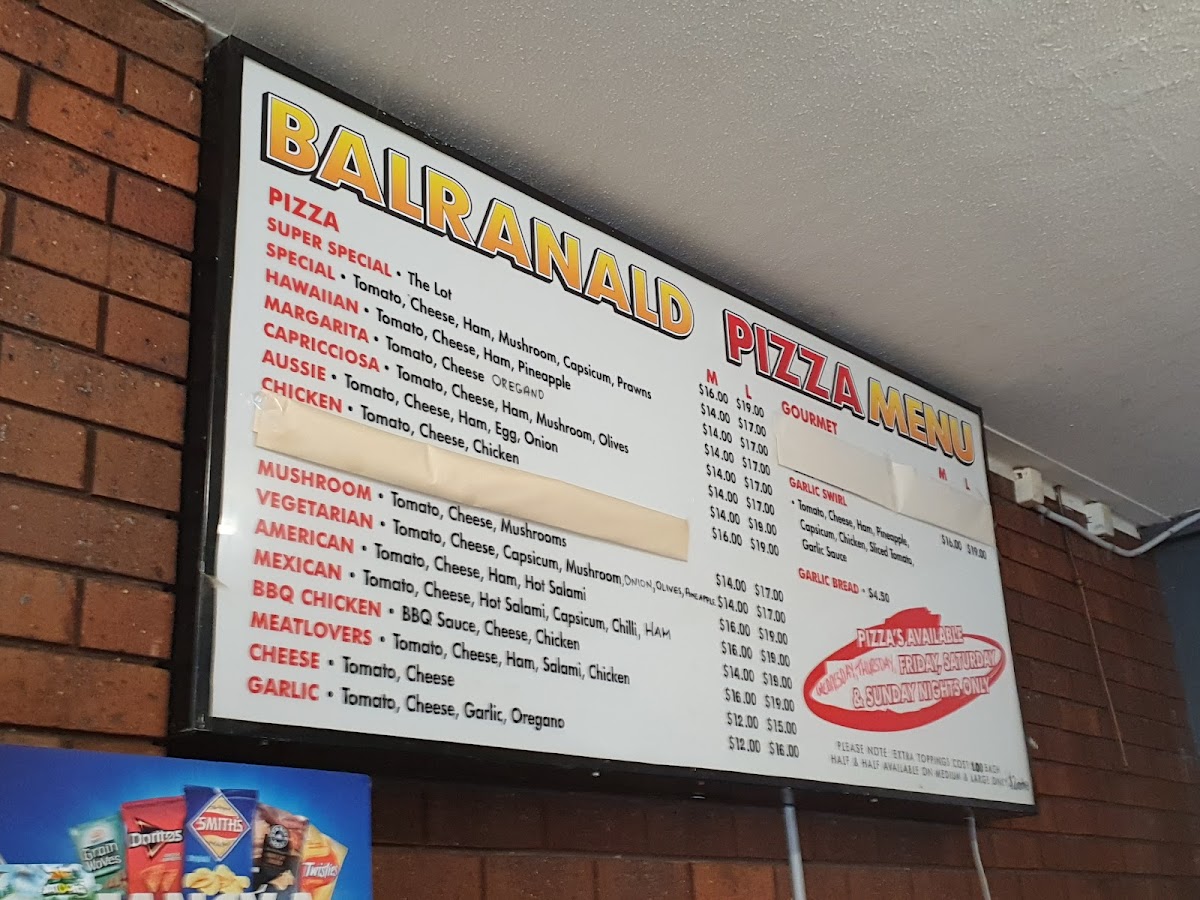 BALRANALD PIZZA MENU
PIZZA M L
SUPER SPECIAL • The Lot $16.00 $19.00
SPECIAL • Tomato, Cheese, Ham, Mushroom, Capsicum, Prawns $14.00 $17.00
HAWAIIAN • Tomato, Cheese, Ham, Pineapple $14.00 $17.00
MARGARITA • Tomato, Cheese OREGANO $14.00 $17.00
CAPRICCIOSA • Tomato, Cheese, Ham, Mushroom, Olives $14.00 $17.00
AUSSIE • Tomato, Cheese, Ham, Egg, Onion $14.00 $19.00
CHICKEN • Tomato, Cheese, Chicken $16.00 $19.00
MUSHROOM • Tomato, Cheese, Mushrooms $14.00 $17.00
VEGETARIAN • Tomato, Cheese, Capsicum, Mushroom, ONION, OLIVES, PINEAPPLE $14.00 $17.00
AMERICAN • Tomato, Cheese, Ham, Hot Salami $16.00 $19.00
MEXICAN • Tomato, Cheese, Hot Salami, Capsicum, Chilli, HAM $16.00 $19.00
BBQ CHICKEN • BBQ Sauce, Cheese, Chicken $14.00 $19.00
MEATLOVERS • Tomato, Cheese, Ham, Salami, Chicken $16.00 $19.00
CHEESE • Tomato, Cheese $12.00 $15.00
GARLIC • Tomato, Cheese, Garlic, Oregano $12.00 $16.00
GOURMET M L
GARLIC SWIRL
• Tomato, Cheese, Ham, Pineapple, $16.00 $19.00
Capsicum, Chicken, Sliced Tomato,
Garlic Sauce
GARLIC BREAD • $4.50
PIZZA'S AVAILABLE
WEDNESDAY, THURSDAY, FRIDAY, SATURDAY
& SUNDAY NIGHTS ONLY
PLEASE NOTE EXTRA TOPPINGS COST EACH
HALF & HALF AVAILABLE ON MEDIUM & LARGE ONLY
Grain Waves
Doritos
SMITHS
Twisties